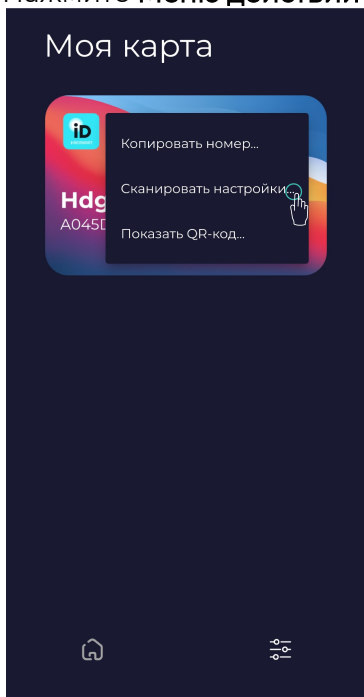 Нажмите Меню действий
Моя карта
iD
Копировать номер...
Сканировать настройки...
Hdg
A045D
Показать QR-код...